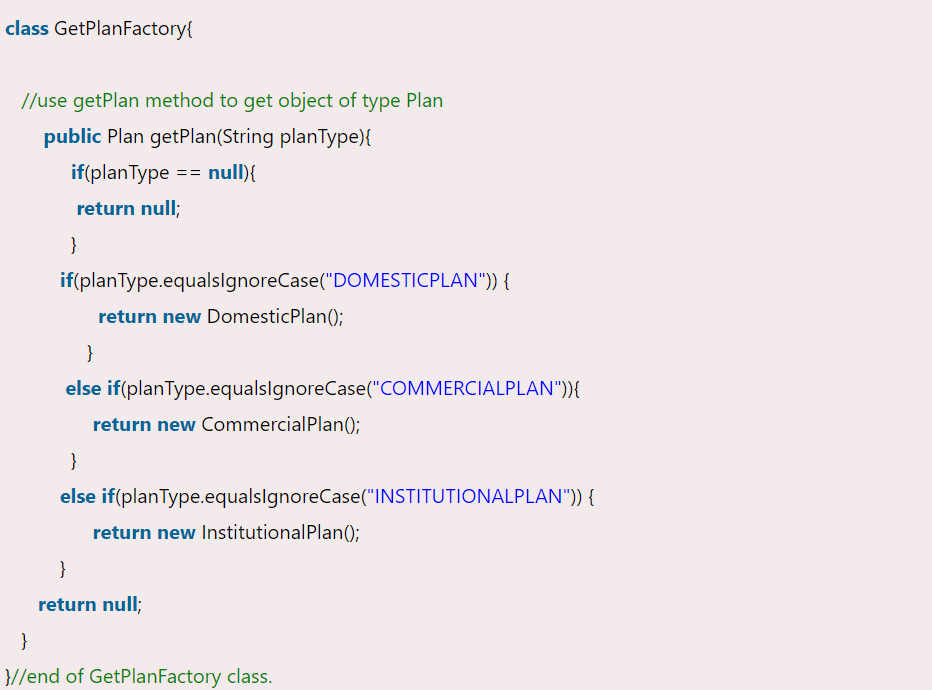 class GetPlanFactory{
//use getPlan method to get object of type Plan
public Plan getPlan(String planType){
if(planType == null){
return null;
}
if(planType.equalsIgnoreCase("DOMESTICPLAN")) {
return new DomesticPlan();
}
else if(planType.equalsIgnoreCase("COMMERCIALPLAN")){
return new CommercialPlan();
}
else if(planType.equalsIgnoreCase("INSTITUTIONALPLAN")) {
return new InstitutionalPlan();
}
return null;
}
}//end of GetPlanFactory class.